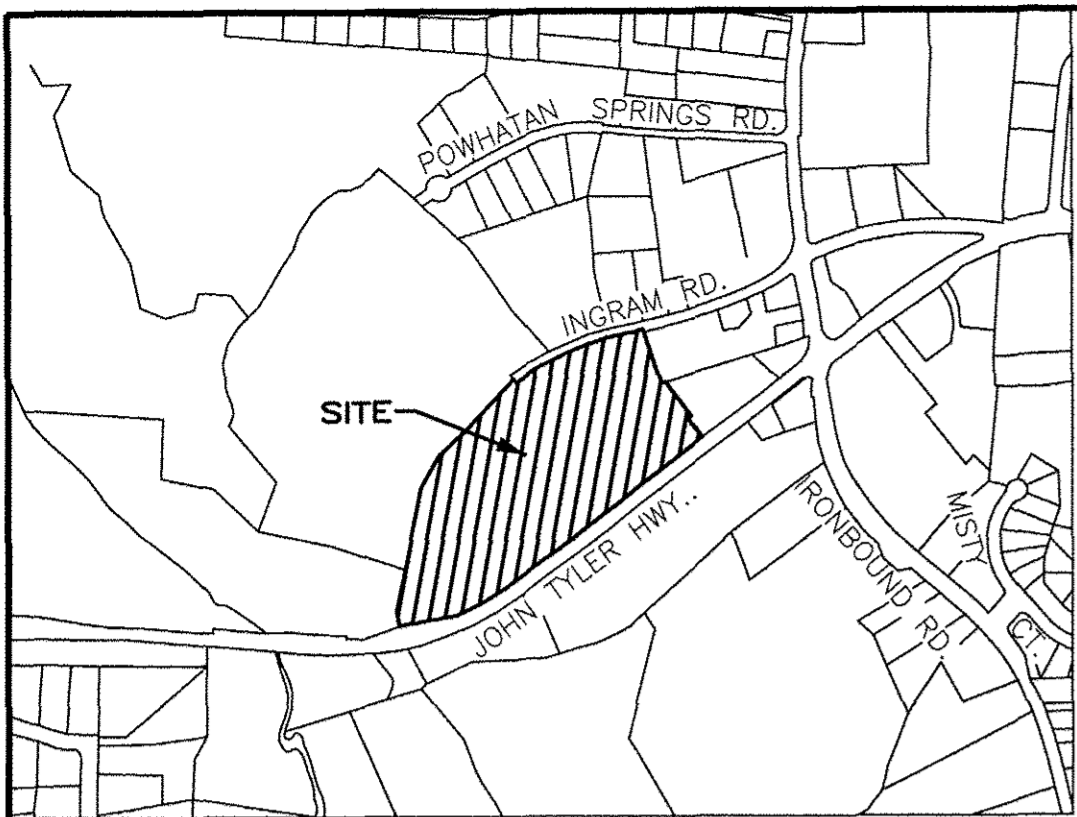 POWHATAN SPRINGS RD.
INGRAM RD.
SITE
JOHN TYLER HWY..
IRONBOUND RD.
MISTY CT.